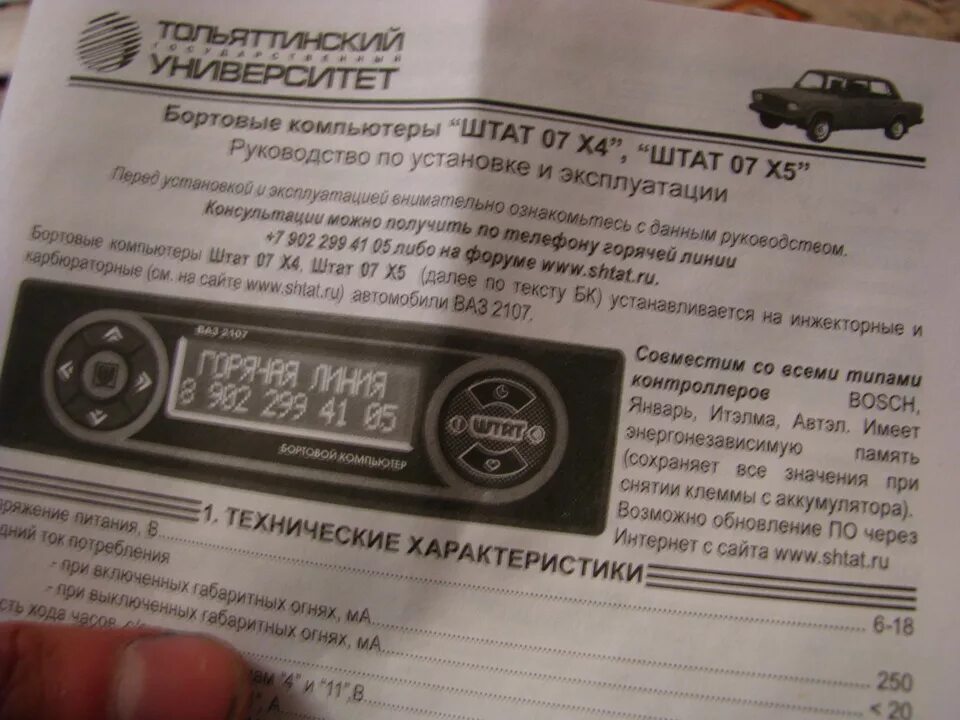 ТОЛЬЯТТИНСКИЙ
ГОСУДАРСТВЕННЫЙ
УНИВЕРСИТЕТ
Бортовые компьютеры “ШТАТ 07 Х4”, “ШТАТ 07 Х5”
Руководство по установке и эксплуатации
Перед установкой и эксплуатацией внимательно ознакомьтесь с данным руководством.
Консультации можно получить по телефону горячей линии
+7 902 299 41 05 либо на форуме www.shtat.ru.
Бортовые компьютеры Штат 07 Х4, Штат 07 Х5 (далее по тексту БК) устанавливается на инжекторные и
карбюраторные (см. на сайте www.shtat.ru) автомобили ВАЗ 2107.
ВАЗ 2107
ГОРЯЧАЯ ЛИНИЯ
8 902 299 41 05
БОРТОВОЙ КОМПЬЮТЕР
ШТАТ
Совместим со всеми типами
контроллеров BOSCH,
Январь, Итэлма, Автэл. Имеет
энергонезависимую память
(сохраняет все значения при
снятии клеммы с аккумулятора).
Возможно обновление ПО через
Интернет с сайта www.shtat.ru
1. ТЕХНИЧЕСКИЕ ХАРАКТЕРИСТИКИ
питания, В 6-18
ток потребления
- при включенных габаритных огнях, мА 250
- при выключенных габаритных огнях, мА < 20
хода часов,
“4” и “11”,В